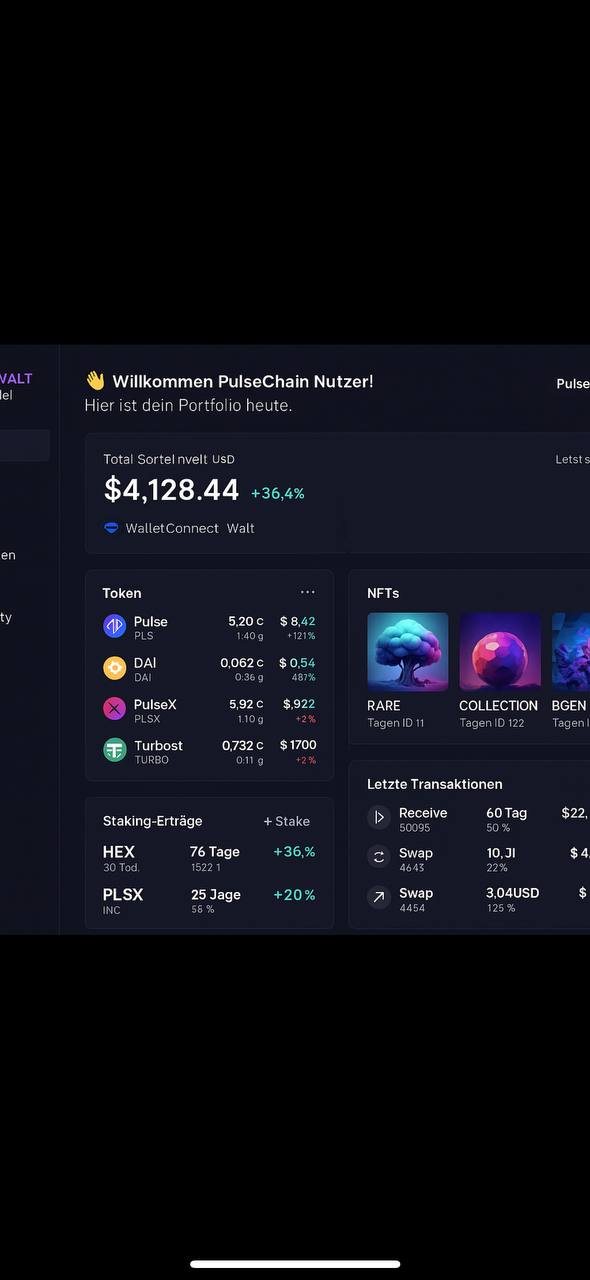 WALT
del
en
ty
👋 Willkommen PulseChain Nutzer!
Hier ist dein Portfolio heute.
Pulse
Total Sortel nvelt USD
Letst s
$4,128.44 +36,4%
WalletConnect Walt
Token ...
Pulse 5,20 c $ 8,42
PLS 1:40 g +121%
DAI 0,062 c $ 0,54
DAI 0:36 g 487%
PulseX 5,92 c $,922
PLSX 1.10 g +2 %
Turbost 0,732 c $ 1700
TURBO 0:11 g +2 %
NFTs
RARE COLLECTION BGEN
Tagen ID 11 Tagen ID 122 Tagen I
Staking-Erträge + Stake
HEX 76 Tage +36,%
30 Tod. 1522 1
PLSX 25 Jage +20 %
INC 58 %
Letzte Transaktionen
Receive 60 Tag $22,
50095 50 %
Swap 10,JI $ 4,
4643 22%
Swap 3,04USD $
4454 125 %